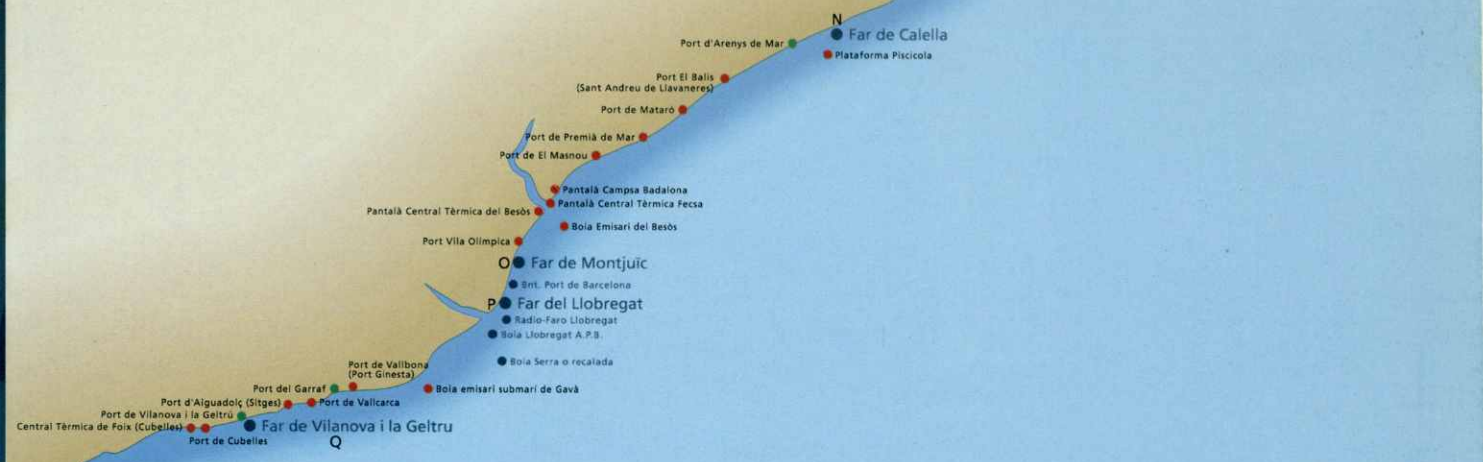 N
Far de Calella
Port d'Arenys de Mar
Plataforma Piscicola
Port El Balis
(Sant Andreu de Llavaneres)
Port de Mataró
Port de Premià de Mar
Port de El Masnou
Pantalà Campsa Badalona
Pantalà Central Tèrmica Fecsa
Pantalà Central Tèrmica del Besòs
Boia Emisari del Besòs
Port Vila Olímpica
O Far de Montjuïc
Bnt. Port de Barcelona
P Far del Llobregat
Radio-Faro Llobregat
Boia Llobregat A.P.B.
Boia Serra o recalada
Port de Vallbona
(Port Ginesta)
Port del Garraf
Boia emisari submarí de Gavà
Port d'Aiguadolç (Sitges)
Port de Vallcarca
Port de Vilanova i la Geltrú
Central Tèrmica de Foix (Cubelles)
Far de Vilanova i la Geltru
Port de Cubelles
Q